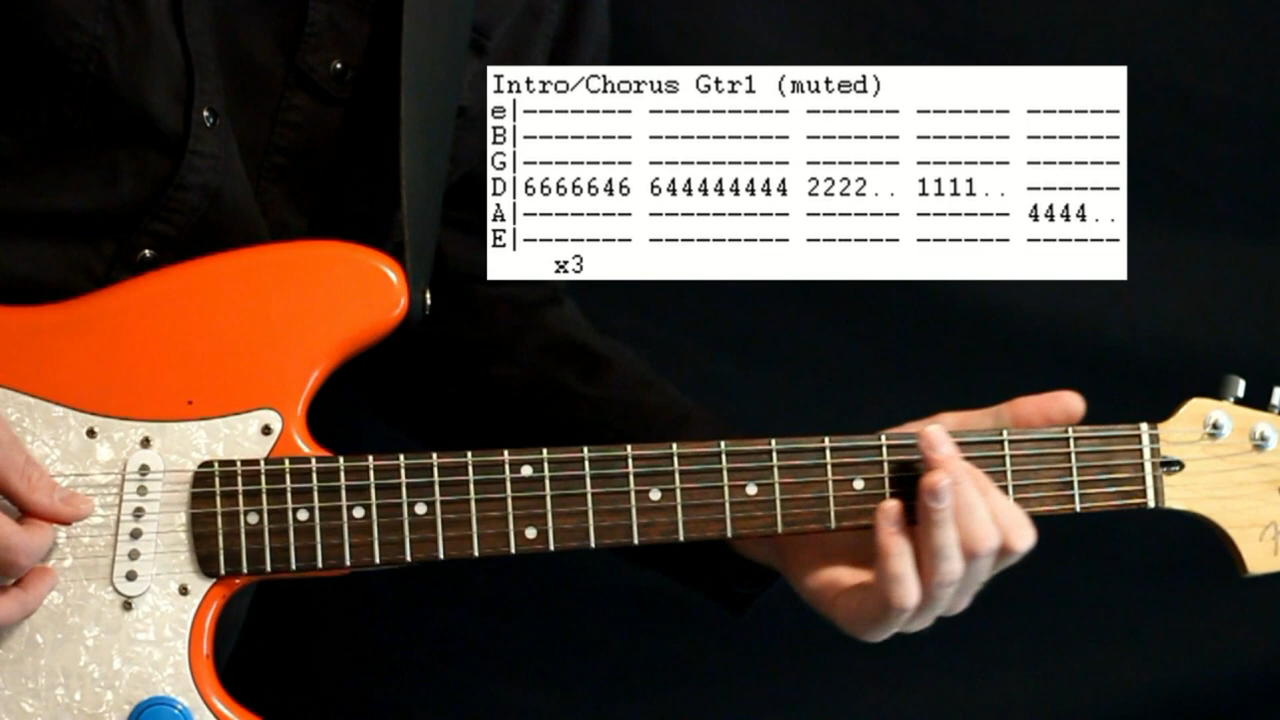 Intro/Chorus Gtr1 (muted)
e|------- --------- ------ ------ ------
B|------- --------- ------ ------ ------
G|------- --------- ------ ------ ------
D|6666646 644444444 2222.. 1111.. ------
A|------- --------- ------ ------ 4444..
E|------- --------- ------ ------ ------
x3